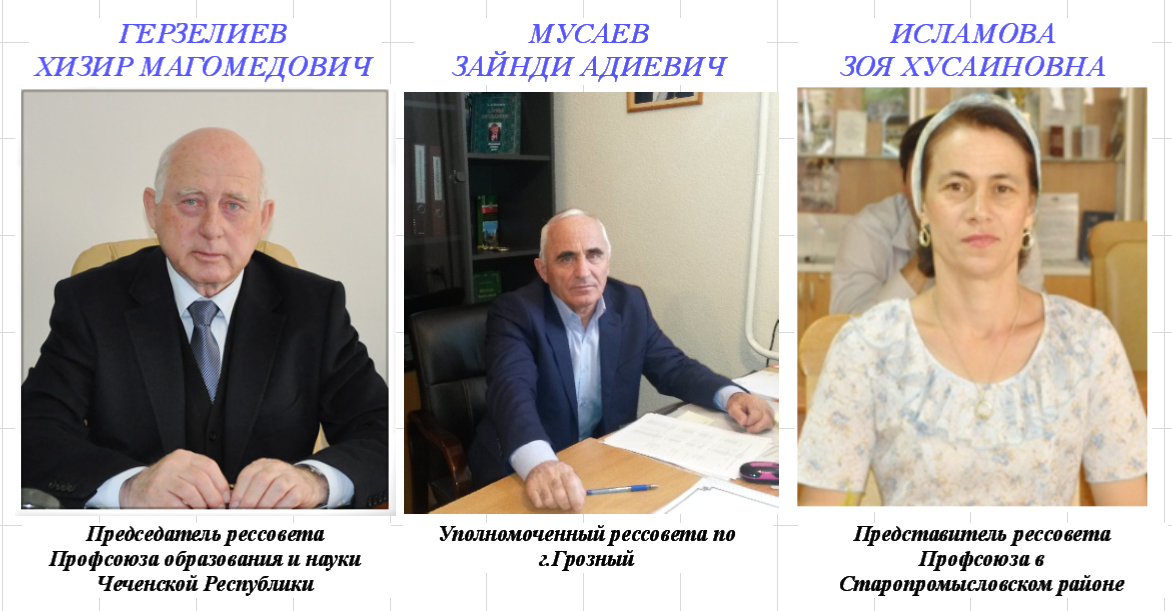 ГЕРЗЕЛИЕВ
ХИЗИР МАГОМЕДОВИЧ
МУСАЕВ
ЗАЙНДИ АДИЕВИЧ
ИСЛАМОВА
ЗОЯ ХУСАИНОВНА
Председатель рессовета
Профсоюза образования и науки
Чеченской Республики
Уполномоченный рессовета по
г.Грозный
Представитель рессовета
Профсоюза в
Старопромысловском районе